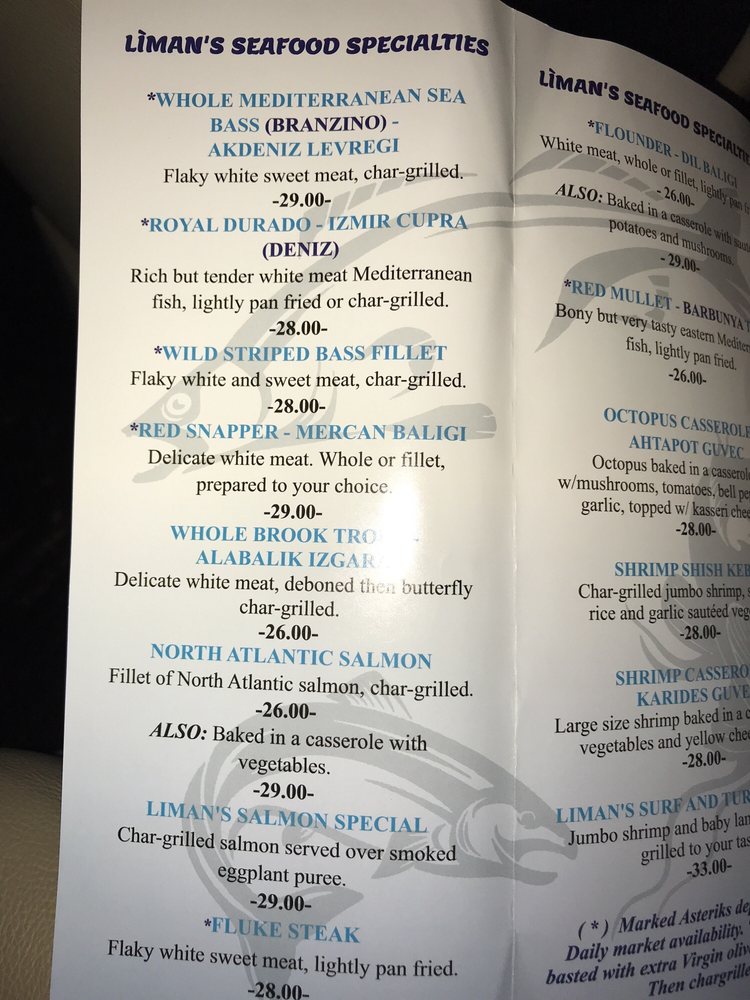 LÌMAN'S SEAFOOD SPECIALTIES
*WHOLE MEDITERRANEAN SEA
BASS (BRANZINO) -
AKDENIZ LEVREGI
Flaky white sweet meat, char-grilled.
-29.00-
*ROYAL DURADO - IZMIR CUPRA
(DENIZ)
Rich but tender white meat Mediterranean
fish, lightly pan fried or char-grilled.
-28.00-
*WILD STRIPED BASS FILLET
Flaky white and sweet meat, char-grilled.
-28.00-
*RED SNAPPER - MERCAN BALIGI
Delicate white meat. Whole or fillet,
prepared to your choice.
-29.00-
WHOLE BROOK
ALABALIK
Delicate white meat, deboned then butterfly
char-grilled.
-26.00-
NORTH ATLANTIC SALMON
Fillet of North Atlantic salmon, char-grilled.
-26.00-
ALSO: Baked in a casserole with
vegetables.
-29.00-
LIMAN'S SALMON SPECIAL
Char-grilled salmon served over smoked
eggplant puree.
-29.00-
*FLUKE STEAK
Flaky white sweet meat, lightly pan fried.
-28.00-
LÌMAN'S SEAFOOD
*FLOUNDER - DIL BALIGI
White meat, whole or fillet, lightly pan
- 26.00-
ALSO: Baked in a casserole with
potatoes and mushrooms.
- 29.00-
*RED MULLET - BARBUNYA
Bony but very tasty eastern
fish, lightly pan fried.
-26.00-
OCTOPUS CASSEROLE
AHTAPOT GUVEC
Octopus baked in a
w/mushrooms, tomatoes, bell
garlic, topped w/ kasseri
-28.00-
SHRIMP SHISH
Char-grilled jumbo shrimp,
rice and garlic sautéed
-28.00-
SHRIMP
KARIDES
Large size shrimp baked in a
vegetables and yellow
-28.00-
LIMAN'S SURF AND
Jumbo shrimp and baby
grilled to your
-33.00-
( * ) Marked Asteriks
Daily market availability.
basted with extra Virgin
Then